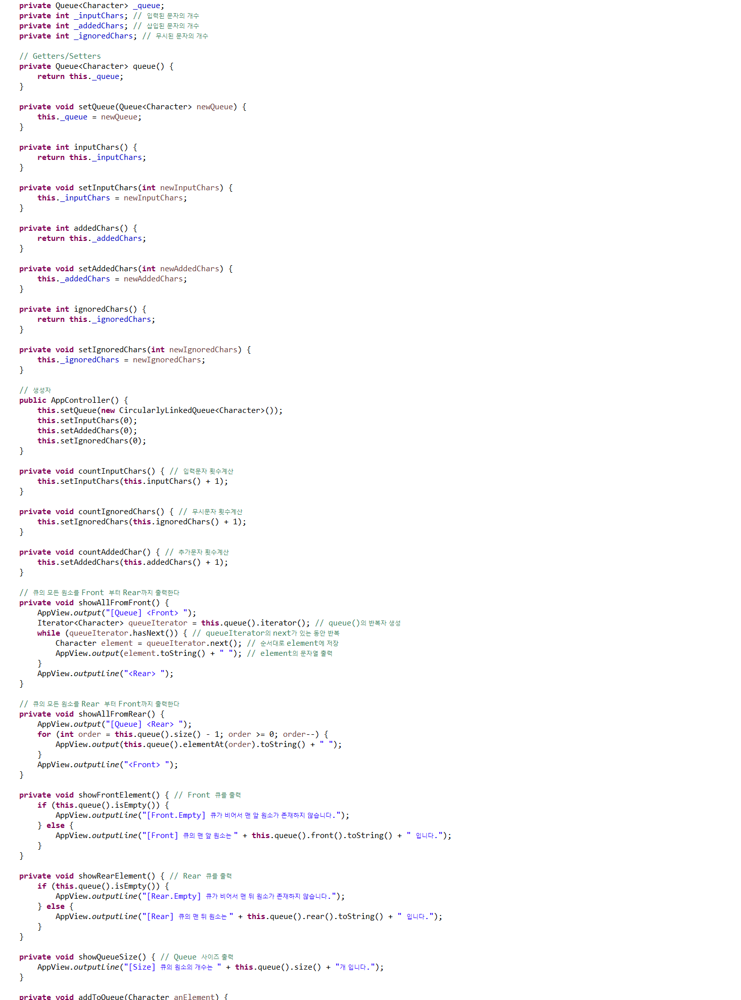 private Queue<Character> _queue;
private int _inputChars; // 입력된 문자의 개수
private int _addedChars; // 삽입된 문자의 개수
private int _ignoredChars; // 무시된 문자의 개수
// Getters/Setters
private Queue<Character> queue() {
return this._queue;
}
private void setQueue(Queue<Character> newQueue) {
this._queue = newQueue;
}
private int inputChars() {
return this._inputChars;
}
private void setInputChars(int newInputChars) {
this._inputChars = newInputChars;
}
private int addedChars() {
return this._addedChars;
}
private void setAddedChars(int newAddedChars) {
this._addedChars = newAddedChars;
}
private int ignoredChars() {
return this._ignoredChars;
}
private void setIgnoredChars(int newIgnoredChars) {
this._ignoredChars = newIgnoredChars;
}
// 생성자
public AppController() {
this.setQueue(new CircularlyLinkedQueue<Character>());
this.setInputChars(0);
this.setAddedChars(0);
this.setIgnoredChars(0);
}
private void countInputChars() { // 입력문자 횟수계산
this.setInputChars(this.inputChars() + 1);
}
private void countIgnoredChars() { // 무시문자 횟수계산
this.setIgnoredChars(this.ignoredChars() + 1);
}
private void countAddedChar() { // 추가문자 횟수계산
this.setAddedChars(this.addedChars() + 1);
}
// 큐의 모든 원소를 Front 부터 Rear까지 출력한다
private void showAllFromFront() {
AppView.output("[Queue] <Front> ");
Iterator<Character> queueIterator = this.queue().iterator(); // queue()의 반복자 생성
while (queueIterator.hasNext()) { // queueIterator의 next가 있는 동안 반복
Character element = queueIterator.next(); // 순서대로 element에 저장
AppView.output(element.toString() + " "); // element의 문자열 출력
}
AppView.outputLine("<Rear> ");
}
// 큐의 모든 원소를 Rear 부터 Front까지 출력한다
private void showAllFromRear() {
AppView.output("[Queue] <Rear> ");
for (int order = this.queue().size() - 1; order >= 0; order--) {
AppView.output(this.queue().elementAt(order).toString() + " ");
}
AppView.outputLine("<Front> ");
}
private void showFrontElement() { // Front 큐를 출력
if (this.queue().isEmpty()) {
AppView.outputLine("[Front.Empty] 큐가 비어서 맨 앞 원소가 존재하지 않습니다.");
} else {
AppView.outputLine("[Front] 큐의 맨 앞 원소는 " + this.queue().front().toString() + " 입니다.");
}
}
private void showRearElement() { // Rear 큐를 출력
if (this.queue().isEmpty()) {
AppView.outputLine("[Rear.Empty] 큐가 비어서 맨 뒤 원소가 존재하지 않습니다.");
} else {
AppView.outputLine("[Rear] 큐의 맨 뒤 원소는 " + this.queue().rear().toString() + " 입니다.");
}
}
private void showQueueSize() { // Queue 사이즈 출력
AppView.outputLine("[Size] 큐의 원소의 개수는 " + this.queue().size() + "개 입니다.");
}
private void addToQueue(Character anElement) {